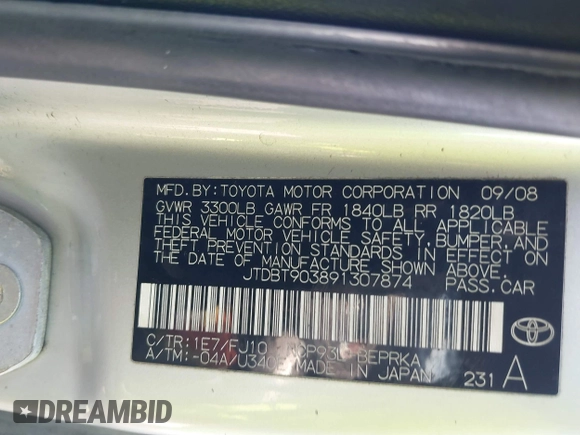 MFD.BY:TOYOTA MOTOR CORPORATION 09/08
GVWR 3300LB GAWR FR 1840LB RR 1820LB
THIS VEHICLE CONFORMS TO ALL APPLICABLE
FEDERAL MOTOR VEHICLE SAFETY,BUMPER,AND
THEFT PREVENTION STANDARDS IN EFFECT ON
THE DATE OF MANUFACTURE SHOWN ABOVE.
JTDBT903891307874 PASS.CAR
C/TR:1E7/FJ10 BEPRKA
A/TM:-04A/ MADE IN JAPAN 231 A
TOYOTA
DREAMBID